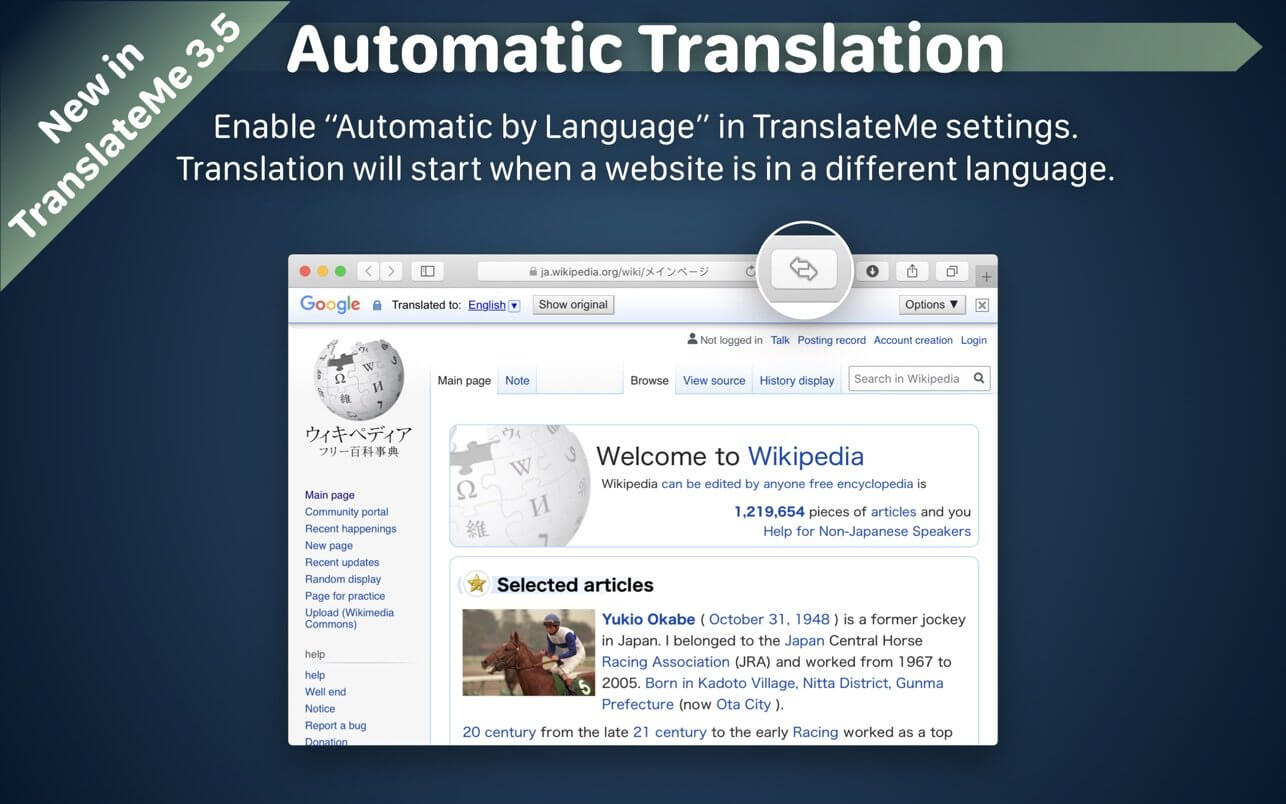 New in
TranslateMe 3.5
Automatic Translation
Enable “Automatic by Language” in TranslateMe settings.
Translation will start when a website is in a different language.
ja.wikipedia.org/wiki/メインページ
Google Translated to: English Show original Options ▼
Not logged in Talk Posting record Account creation Login
Main page Note Browse View source History display Search in Wikipedia
Ω W И 維 7
ウィキペディア
フリー百科事典
Main page
Community portal
Recent happenings
New page
Recent updates
Random display
Page for practice
Upload (Wikimedia
Commons)
help
help
Well end
Notice
Report a bug
Donation
Ω W И 維 7
Welcome to Wikipedia
Wikipedia can be edited by anyone free encyclopedia is
1,219,654 pieces of articles and you
Help for Non-Japanese Speakers
Selected articles
5
Yukio Okabe ( October 31, 1948 ) is a former jockey
in Japan. I belonged to the Japan Central Horse
Racing Association (JRA) and worked from 1967 to
2005. Born in Kadoto Village, Nitta District, Gunma
Prefecture (now Ota City ).
20 century from the late 21 century to the early Racing worked as a top